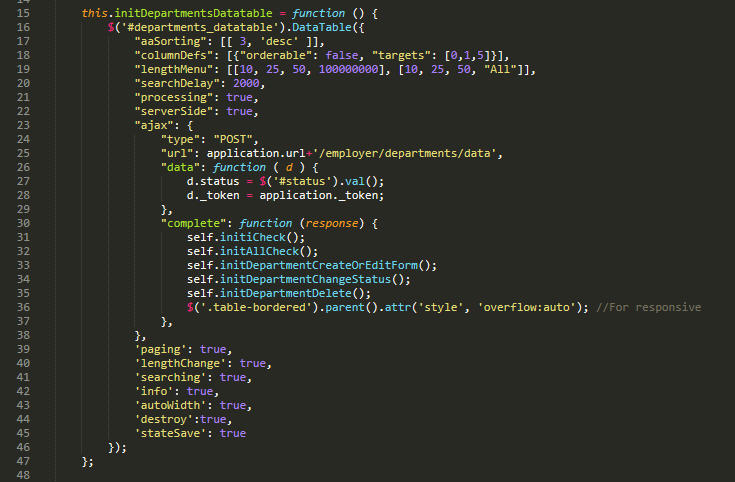 15 this.initDepartmentsDatatable = function () {
16 $('#departments_datatable').DataTable({
17 "aaSorting": [[ 3, 'desc' ]],
18 "columnDefs": [{"orderable": false, "targets": [0,1,5]}],
19 "lengthMenu": [[10, 25, 50, 100000000], [10, 25, 50, "All"]],
20 "searchDelay": 2000,
21 "processing": true,
22 "serverSide": true,
23 "ajax": {
24 "type": "POST",
25 "url": application.url+'/employer/departments/data',
26 "data": function ( d ) {
27 d.status = $('#status').val();
28 d._token = application._token;
29 },
30 "complete": function (response) {
31 self.initiCheck();
32 self.initAllCheck();
33 self.initDepartmentCreateOrEditForm();
34 self.initDepartmentChangeStatus();
35 self.initDepartmentDelete();
36 $('.table-bordered').parent().attr('style', 'overflow:auto'); //For responsive
37 },
38 },
39 'paging': true,
40 'lengthChange': true,
41 'searching': true,
42 'info': true,
43 'autoWidth': true,
44 'destroy':true,
45 'stateSave': true
46 });
47 };
48